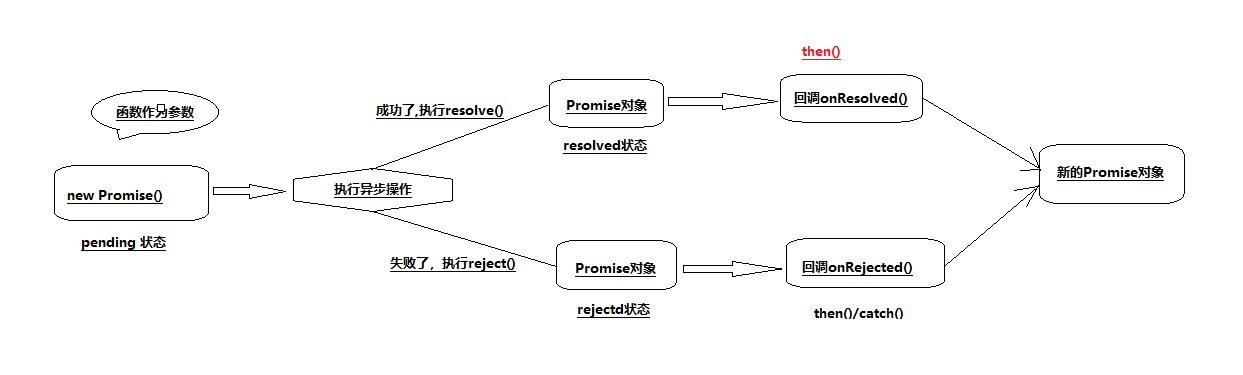 then()
函数作为参数
成功了,执行resolve()
Promise对象
回调onResolved()
resolved状态
new Promise()
执行异步操作
新的Promise对象
pending 状态
失败了，执行reject()
Promise对象
回调onRejected()
rejectd状态
then()/catch()